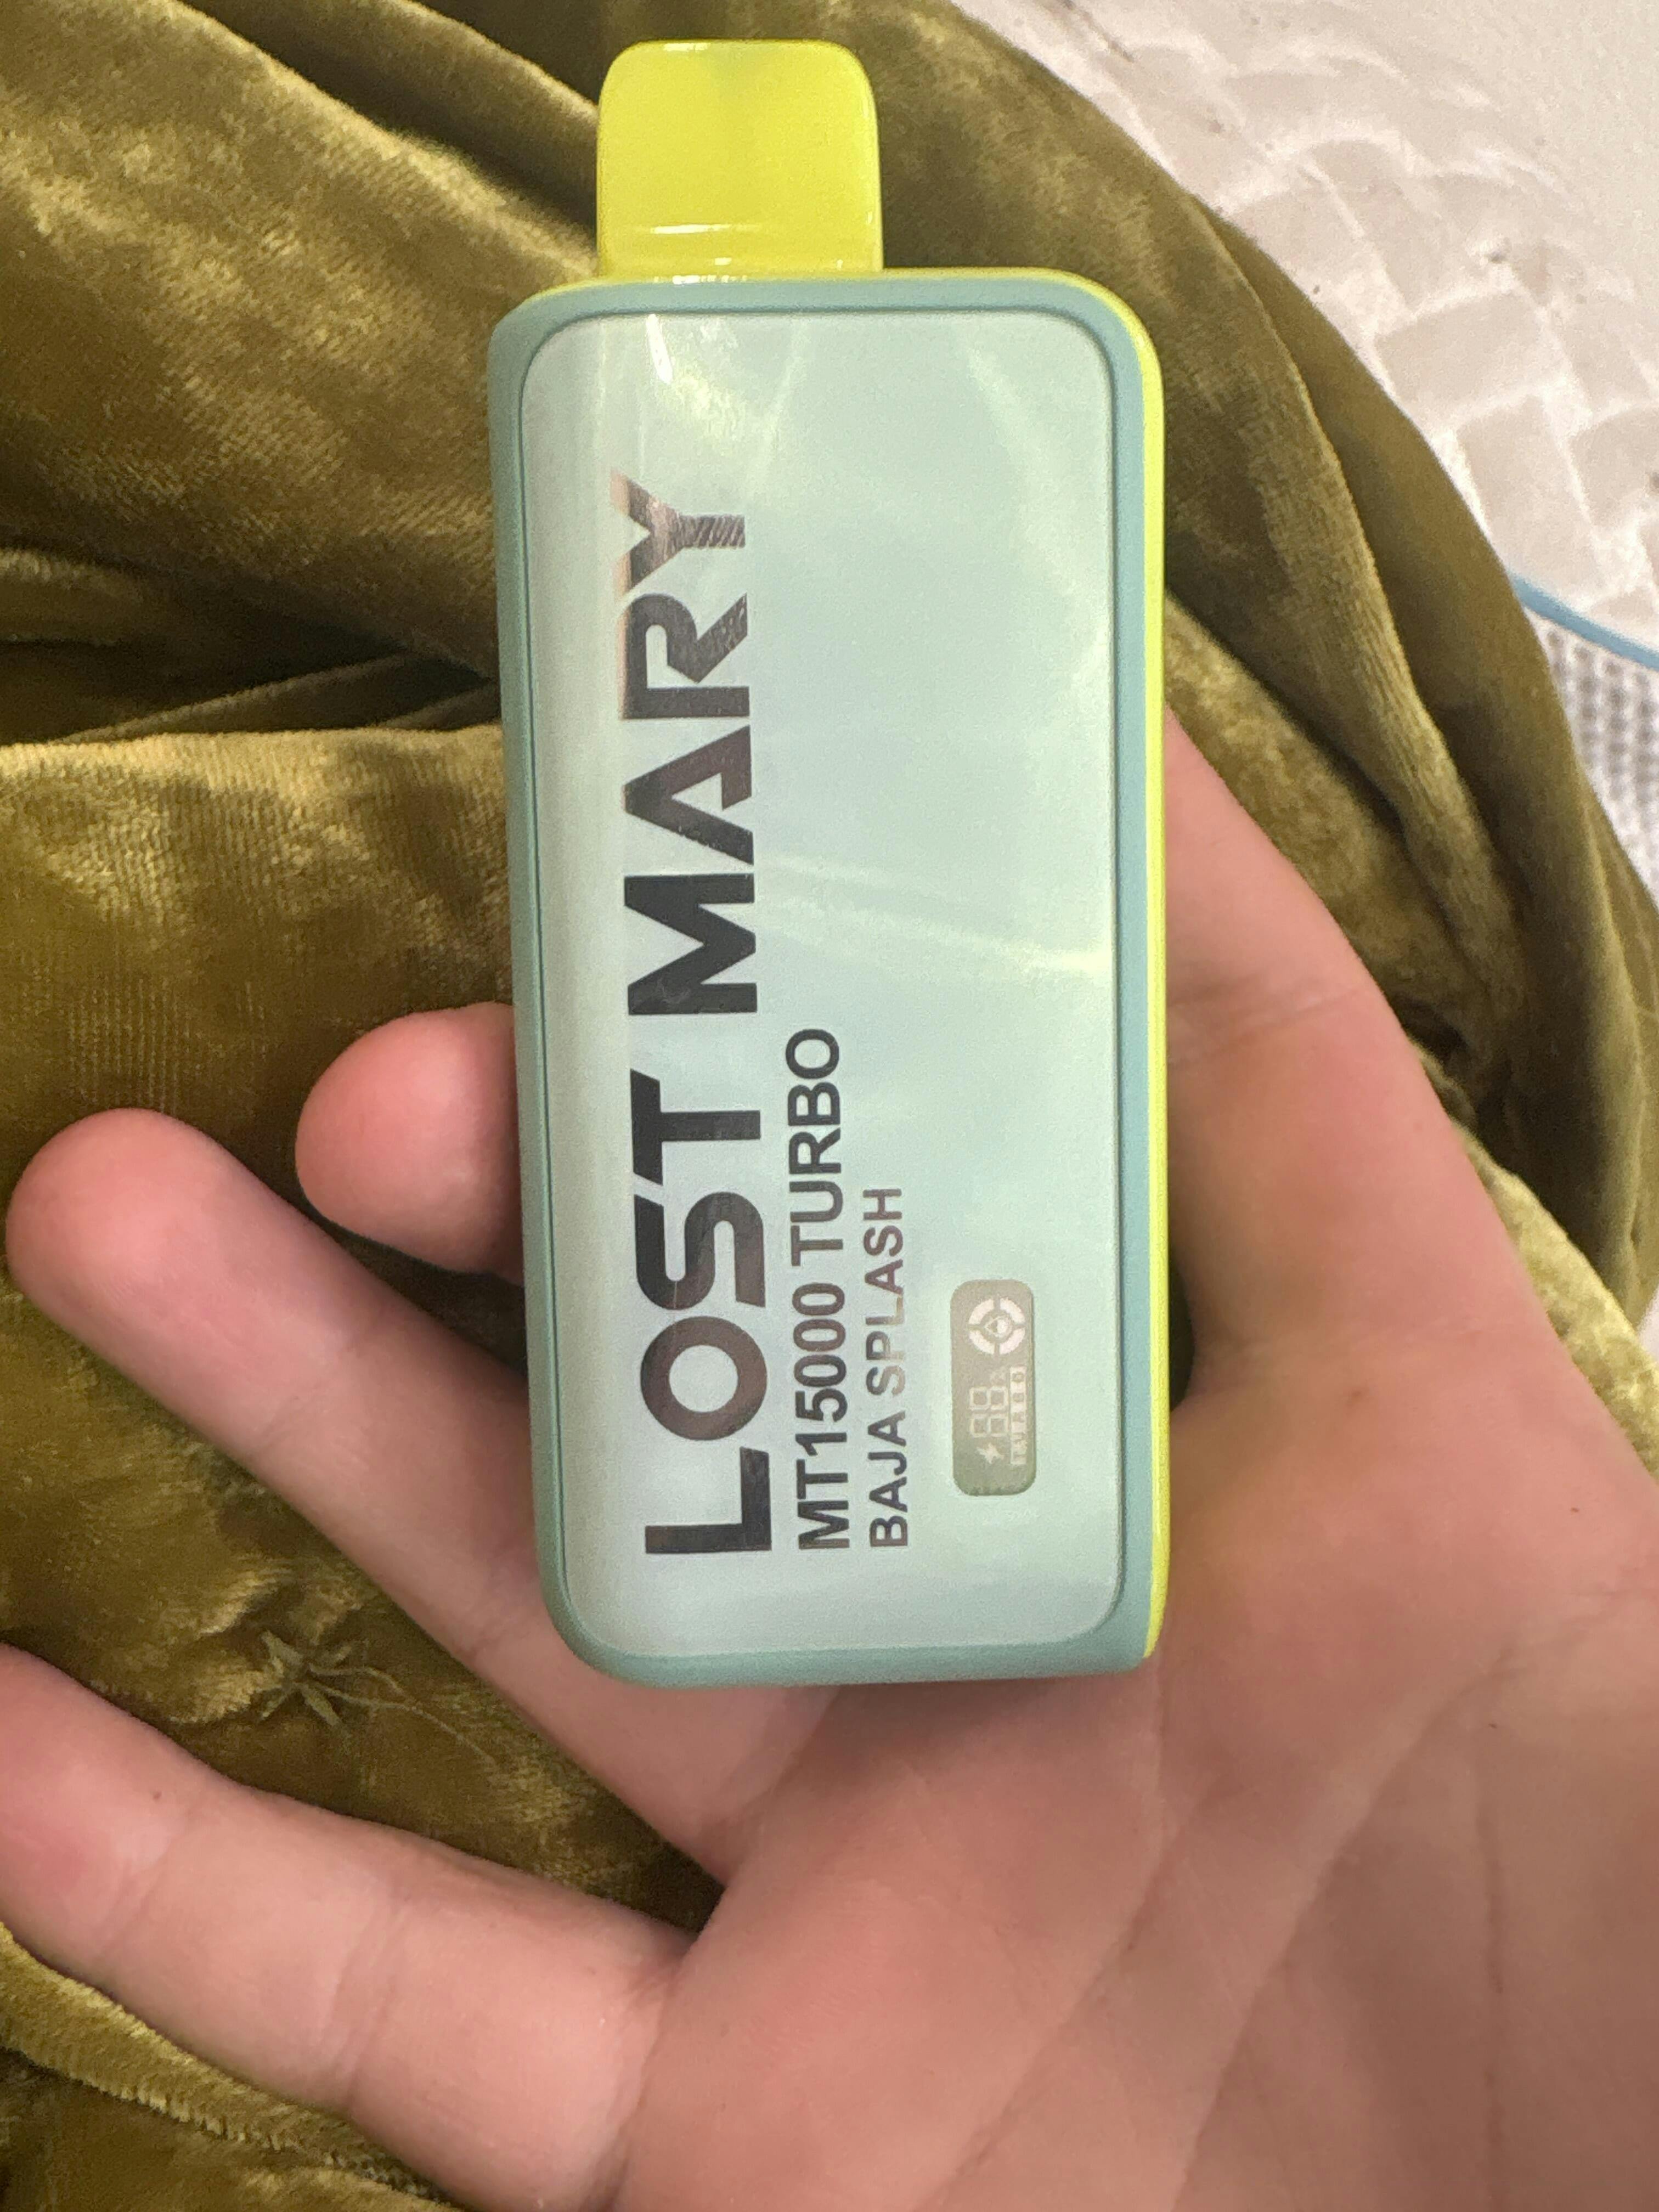 LOST MARY
MT15000 TURBO
BAJA SPLASH